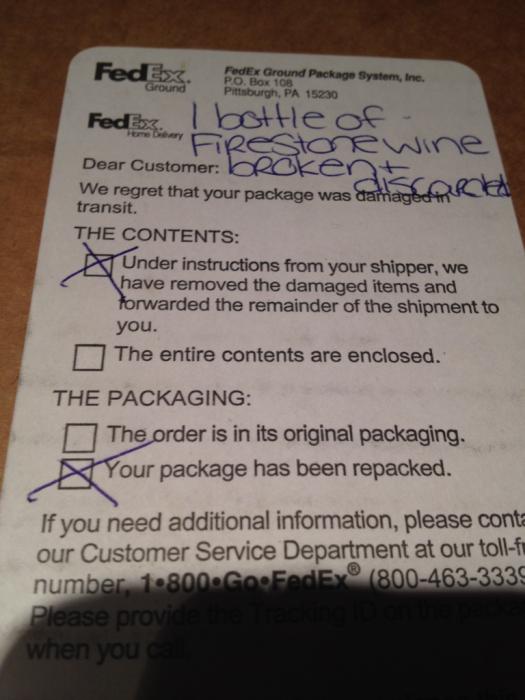 FedEx®
Ground
FedEx Ground Package System, Inc.
P.O. Box 108
Pittsburgh, PA 15230
FedEx®
Home Delivery
1 bottle of
FIRESTONE WINE
broken +
discarded
Dear Customer:
We regret that your package was damaged in
transit.
THE CONTENTS:
Under instructions from your shipper, we
have removed the damaged items and
forwarded the remainder of the shipment to
you.
The entire contents are enclosed.
THE PACKAGING:
The order is in its original packaging.
Your package has been repacked.
If you need additional information, please conta
our Customer Service Department at our toll-fr
number, 1•800•Go•FedEx® (800-463-3339
Please provide the Tracking ID on the packa
when you call.